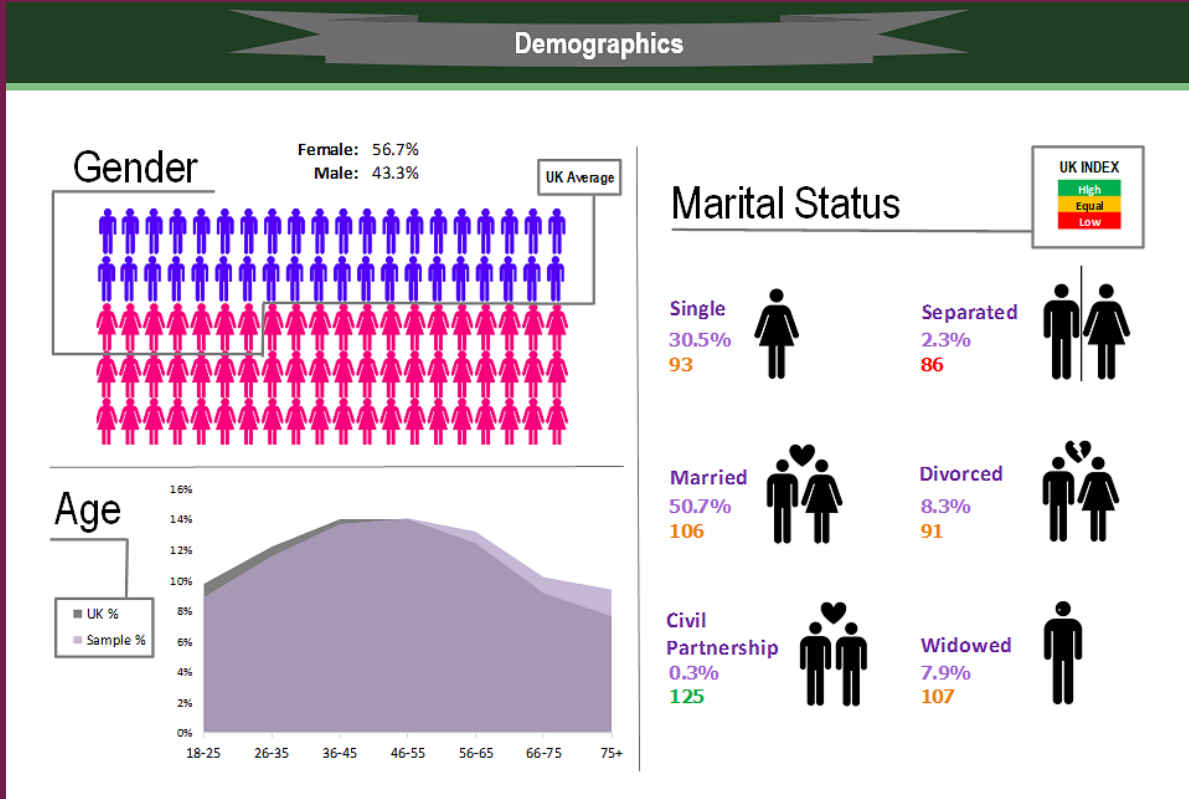 Demographics
Gender
Female: 56.7%
Male: 43.3%
UK Average
Age
16%
14%
12%
10%
8%
6%
4%
2%
0%
18-25 26-35 36-45 46-55 56-65 66-75 75+
UK %
Sample %
Marital Status
UK INDEX
High
Equal
Low
Single
30.5%
93
Separated
2.3%
86
Married
50.7%
106
Divorced
8.3%
91
Civil
Partnership
0.3%
125
Widowed
7.9%
107